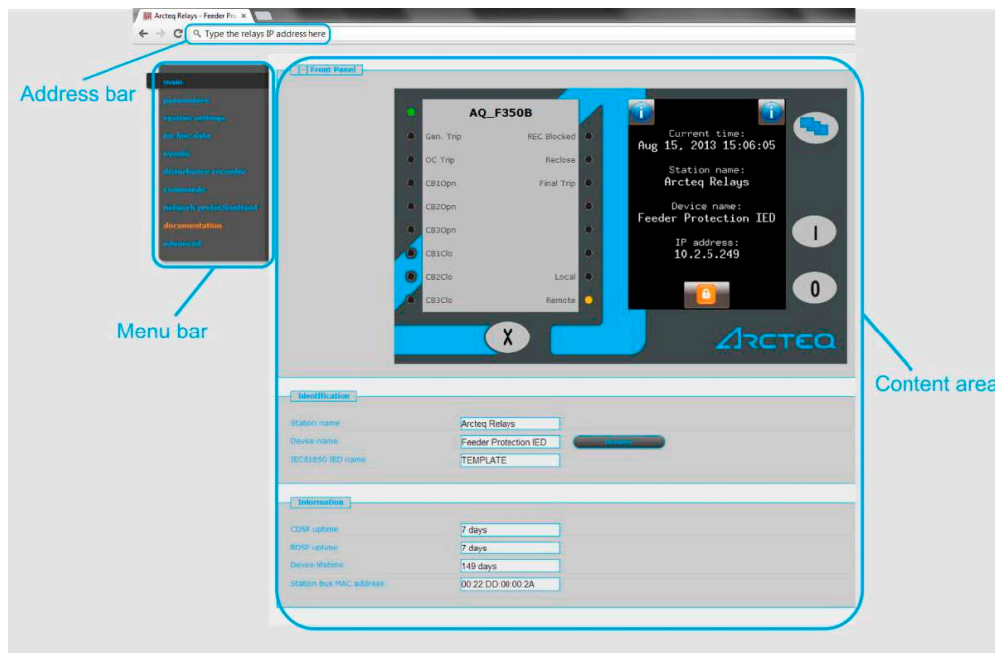 Arcteq Relays - Feeder Pro
Type the relays IP address here
Address bar
main
parameters
system settings
on-line data
events
disturbance recorder
commands
documentation
advanced
Menu bar
[-] Front Panel
AQ_F350B
Gen. Trip REC Blocked
OC Trip Reclose
CB1Opn Final Trip
CB2Opn
CB3Opn
CB1Clo
CB2Clo Local
CB3Clo Remote
X
Current time:
Aug 15, 2013 15:06:05
Station name:
Arcteq Relays
Device name:
Feeder Protection IED
IP address:
10.2.5.249
I
O
ARCTEQ
Content area
Identification
Station name Arcteq Relays
Device name Feeder Protection IED
IEC61850 IED name TEMPLATE
Information
CDSP uptime 7 days
RDSP uptime 7 days
Device lifetime 149 days
Station bus MAC address 00:22:DD:00:00:2A